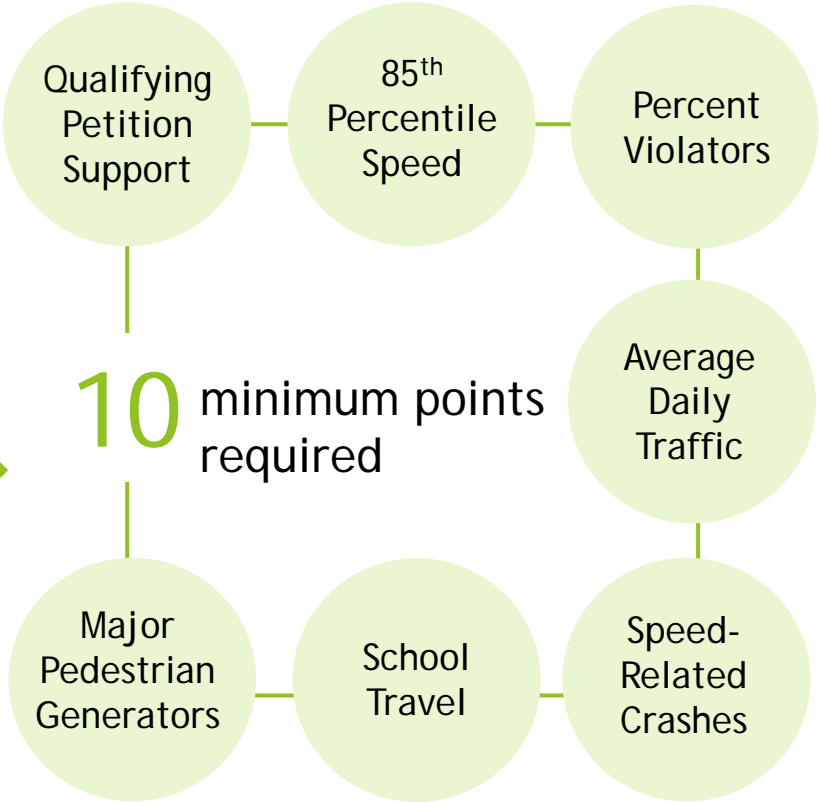 Qualifying
Petition
Support
85th
Percentile
Speed
Percent
Violators
Average
Daily
Traffic
10 minimum points
required
Major
Pedestrian
Generators
School
Travel
Speed-
Related
Crashes